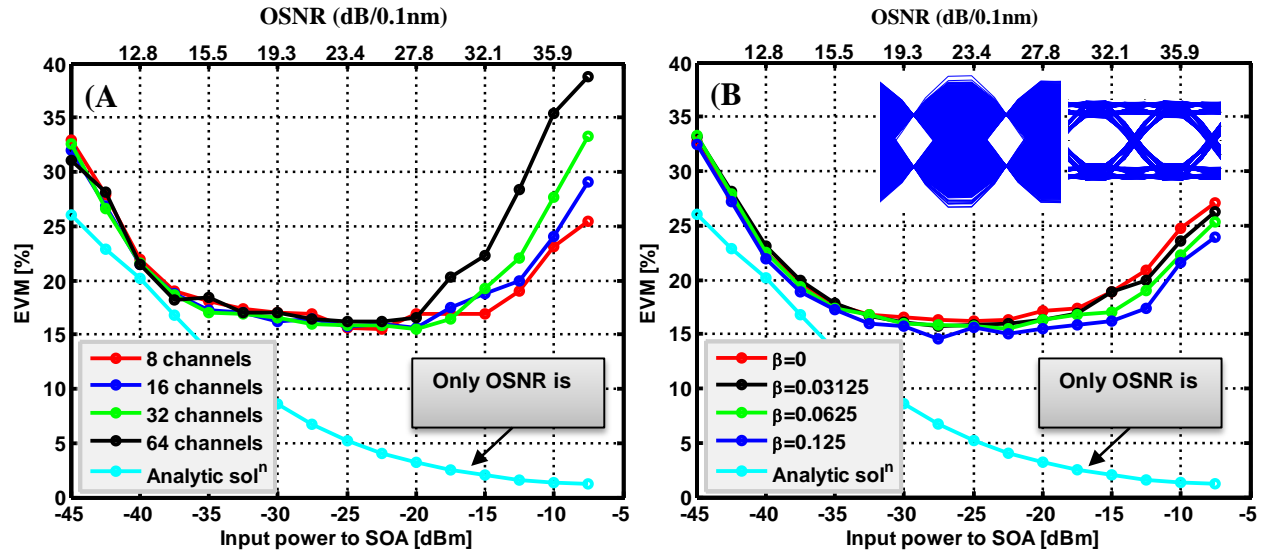 OSNR (dB/0.1nm)
12.8 15.5 19.3 23.4 27.8 32.1 35.9
40
35
30
25
20
15
10
5
0
EVM [%]
(A
8 channels
16 channels
32 channels
64 channels
Analytic solⁿ
Only OSNR is
-45 -40 -35 -30 -25 -20 -15 -10 -5
Input power to SOA [dBm]
OSNR (dB/0.1nm)
12.8 15.5 19.3 23.4 27.8 32.1 35.9
40
35
30
25
20
15
10
5
0
EVM [%]
(B
β=0
β=0.03125
β=0.0625
β=0.125
Analytic solⁿ
Only OSNR is
-45 -40 -35 -30 -25 -20 -15 -10 -5
Input power to SOA [dBm]